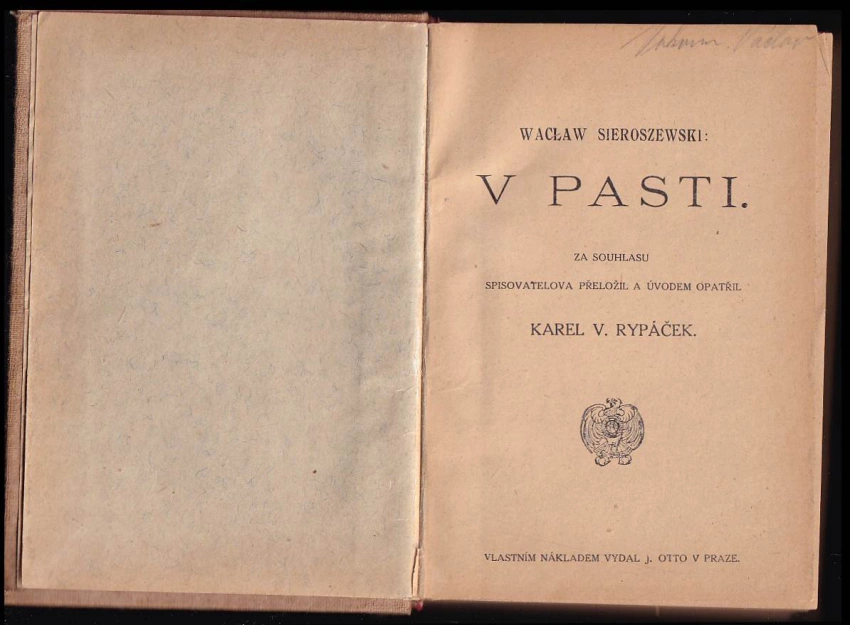 WACŁAW SIEROSZEWSKI:
V PASTI.
ZA SOUHLASU
SPISOVATELOVA PŘELOŽIL A ÚVODEM OPATŘIL
KAREL V. RYPÁČEK.
VLASTNÍM NÁKLADEM VYDAL J. OTTO V PRAZE.